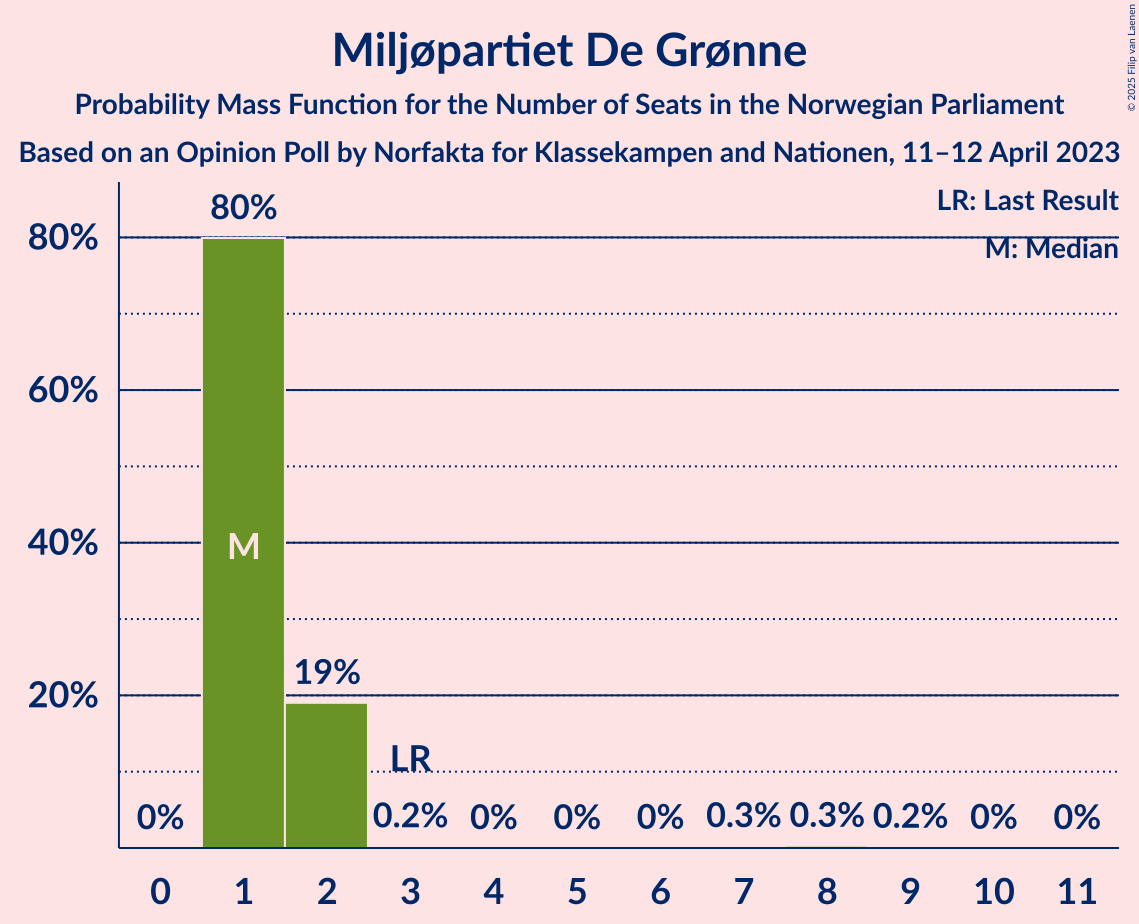 Miljøpartiet De Grønne
Probability Mass Function for the Number of Seats in the Norwegian Parliament
Based on an Opinion Poll by Norfakta for Klassekampen and Nationen, 11–12 April 2023
© 2025 Filip van Laenen
LR: Last Result
M: Median
80%
80%
60%
40%
M
20%
19%
LR
0% 0.2% 0% 0% 0% 0.3% 0.3% 0.2% 0% 0%
0 1 2 3 4 5 6 7 8 9 10 11